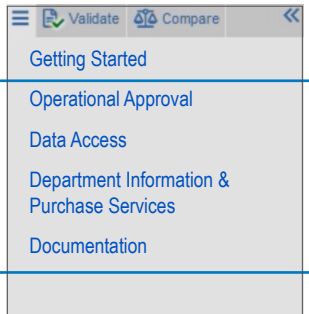 Validate Compare
Getting Started
Operational Approval
Data Access
Department Information &
Purchase Services
Documentation